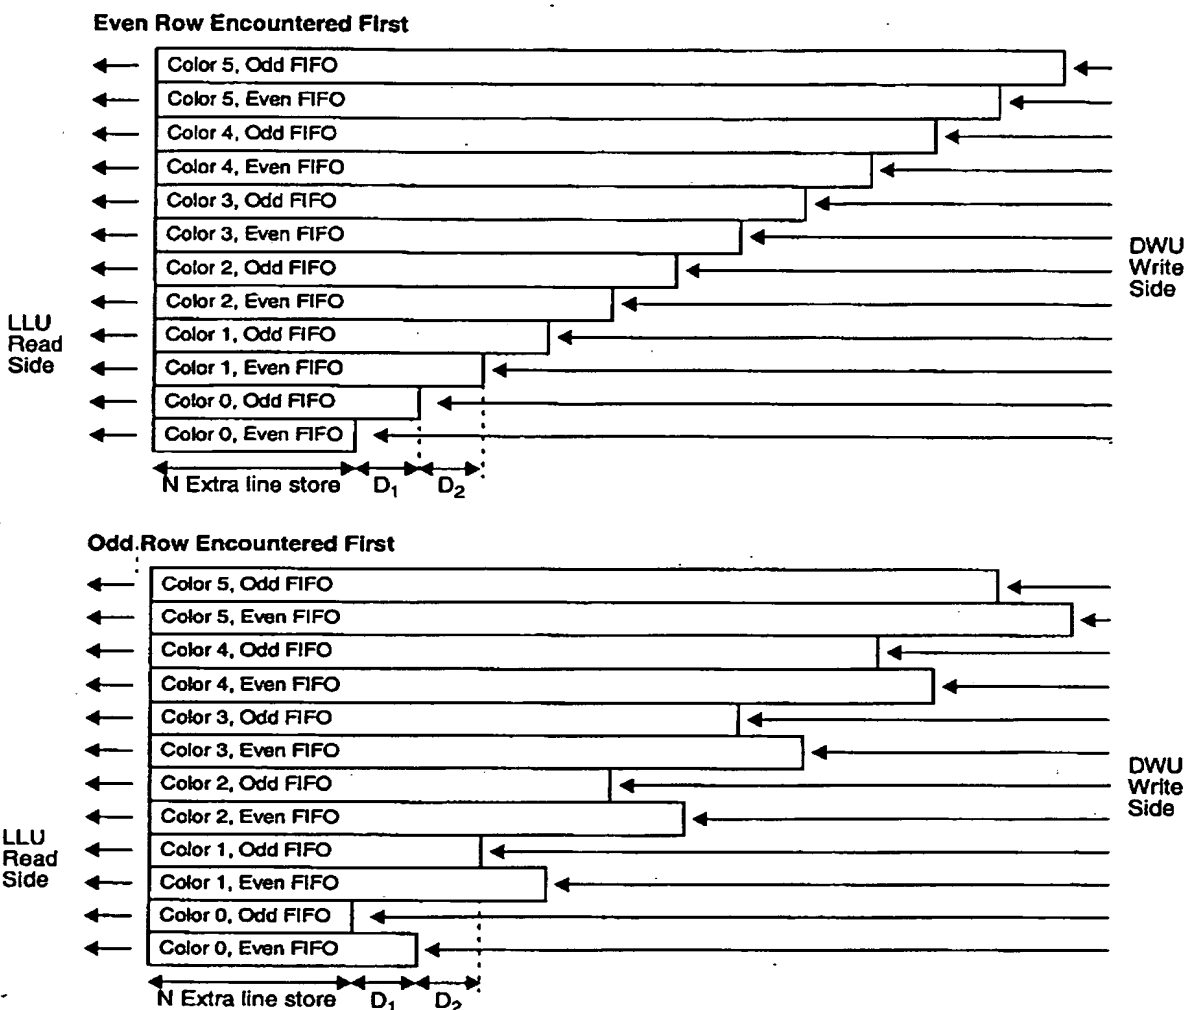 Even Row Encountered First
Color 5, Odd FIFO
Color 5, Even FIFO
Color 4, Odd FIFO
Color 4, Even FIFO
Color 3, Odd FIFO
Color 3, Even FIFO
Color 2, Odd FIFO
Color 2, Even FIFO
Color 1, Odd FIFO
Color 1, Even FIFO
Color 0, Odd FIFO
Color 0, Even FIFO
LLU
Read
Side
DWU
Write
Side
N Extra line store D1 D2
Odd Row Encountered First
Color 5, Odd FIFO
Color 5, Even FIFO
Color 4, Odd FIFO
Color 4, Even FIFO
Color 3, Odd FIFO
Color 3, Even FIFO
Color 2, Odd FIFO
Color 2, Even FIFO
Color 1, Odd FIFO
Color 1, Even FIFO
Color 0, Odd FIFO
Color 0, Even FIFO
LLU
Read
Side
DWU
Write
Side
N Extra line store D1 D2